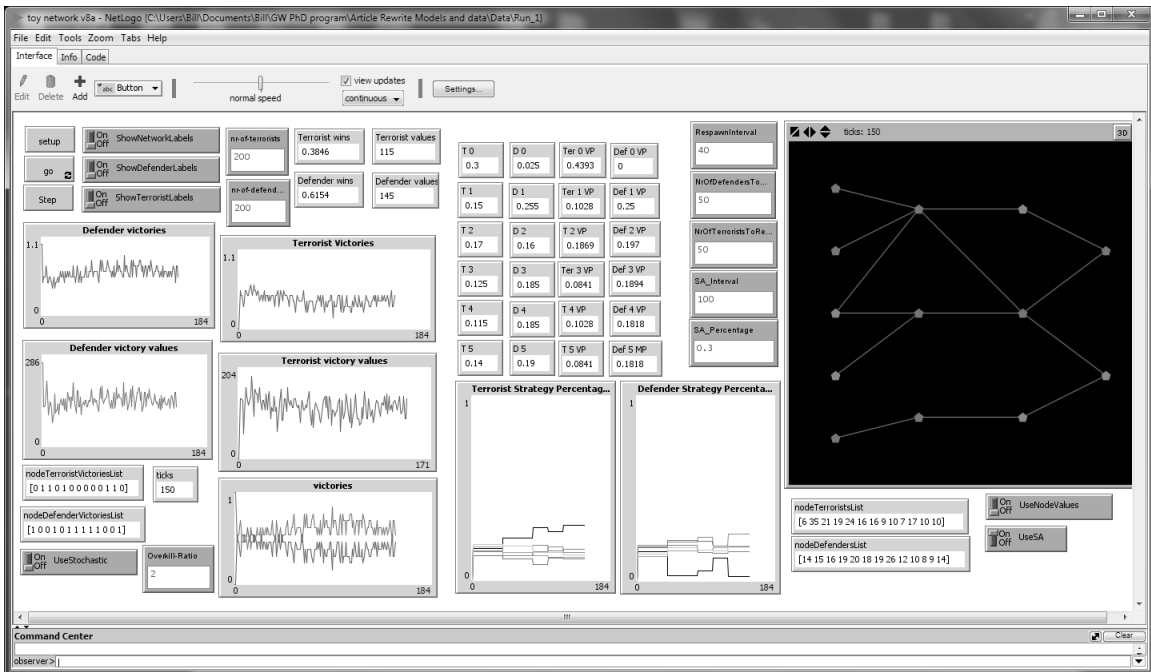 toy network v8a - NetLogo {C:\Users\Bill\Documents\Bill\GW PhD program\Article Rewrite Models and data\Data\Run_1}
File Edit Tools Zoom Tabs Help
Interface Info Code
Edit Delete Add abc Button normal speed view updates continuous Settings...
setup On Off ShowNetworkLabels
go On Off ShowDefenderLabels
Step On Off ShowTerroristLabels
nr-of-terrorists
200
nr-of-defend...
200
Terrorist wins
0.3846
Terrorist values
115
Defender wins
0.6154
Defender values
145
Defender victories
1.1
0
0 184
Terrorist Victories
1.1
0
0 184
Defender victory values
286
0
0 184
Terrorist victory values
204
0
0 171
nodeTerroristVictoriesList
[0 1 1 0 1 0 0 0 0 0 1 1 0]
ticks
150
nodeDefenderVictoriesList
[1 0 0 1 0 1 1 1 1 1 0 0 1]
On Off UseStochastic
Overkill-Ratio
2
victories
1
0
0 184
T 0 D 0 Ter 0 VP Def 0 VP
0.3 0.025 0.4393 0
T 1 D 1 Ter 1 VP Def 1 VP
0.15 0.255 0.1028 0.25
T 2 D 2 T 2 VP Def 2 VP
0.17 0.16 0.1869 0.197
T 3 D 3 Ter 3 VP Def 3 VP
0.125 0.185 0.0841 0.1894
T 4 D 4 T 4 VP Def 4 VP
0.115 0.185 0.1028 0.1818
T 5 D 5 T 5 VP Def 5 MP
0.14 0.19 0.0841 0.1818
Terrorist Strategy Percentag...
1
0
0 184
Defender Strategy Percenta...
1
0
0 184
RespawnInterval
40
NrOfDefendersTo...
50
NrOfTerroristsToRe...
50
SA_Interval
100
SA_Percentage
0.3
ticks: 150 3D
nodeTerroristsList
[6 35 21 19 24 16 16 9 10 7 17 10 10]
nodeDefendersList
[14 15 16 19 20 18 19 26 12 10 8 9 14]
On Off UseNodeValues
On Off UseSA
Command Center Clear
observer>